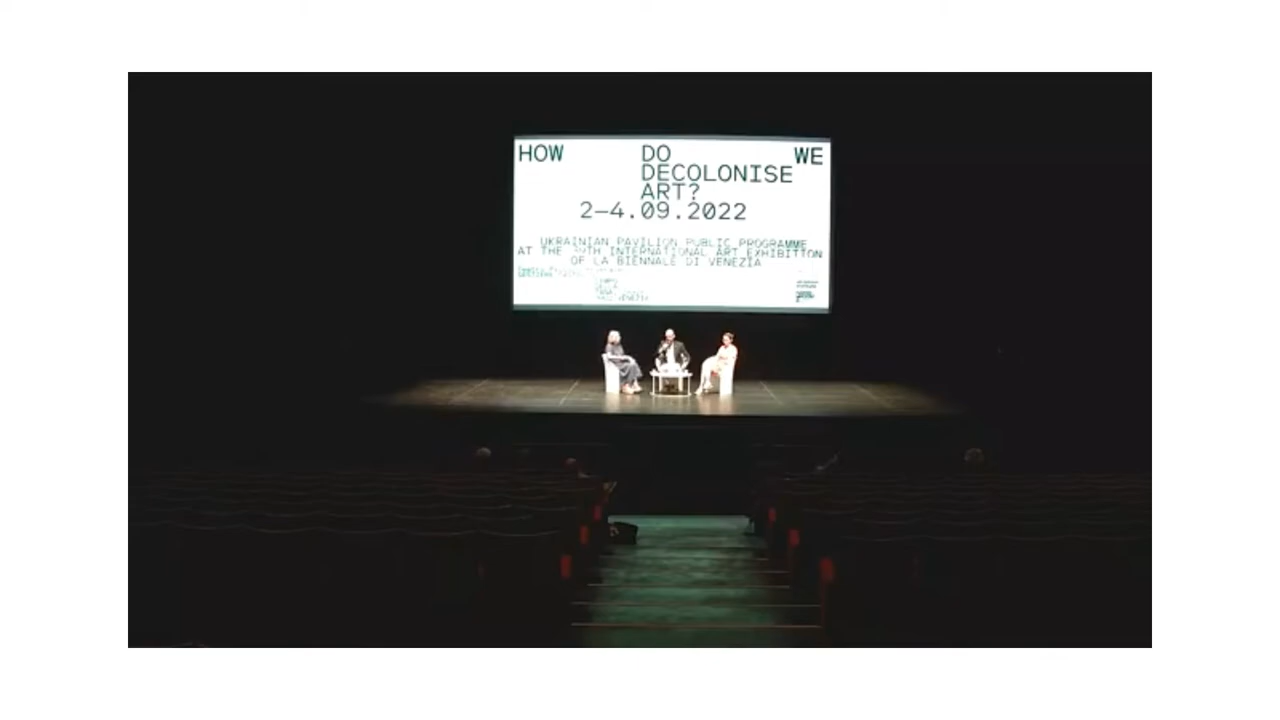 HOW DO WE
DECOLONISE
ART?
2–4.09.2022
UKRAINIAN PAVILION PUBLIC PROGRAMME
AT THE INTERNATIONAL ART EXHIBITION
OF LA BIENNALE DI VENEZIA